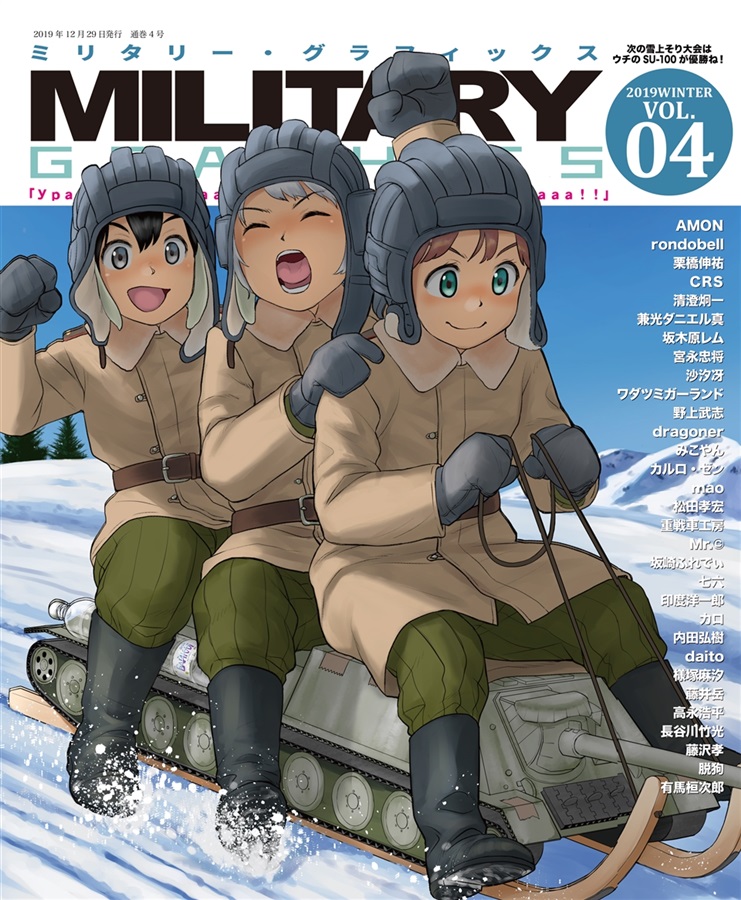 2019年12月29日発行 通巻4号
ミリタリー・グラフィックス
次の雪上そり大会は
ウチのSU-100が優勝ね！
MILITARY
2019WINTER
VOL.
04
AMON
rondobell
栗橋伸祐
CRS
清澄炯一
兼光ダニエル真
坂木原レム
宮永忠将
沙汐冴
ワダツミガーランド
野上武志
dragoner
みこやん
カルロ・ゼン
mao
松田孝宏
重戦車工房
Mr.©
坂崎ふれでぃ
七六
印度洋一郎
カロ
内田弘樹
daito
樣塚麻汐
藤井岳
高永浩平
長谷川竹光
藤沢孝
脱狗
有馬桓次郎